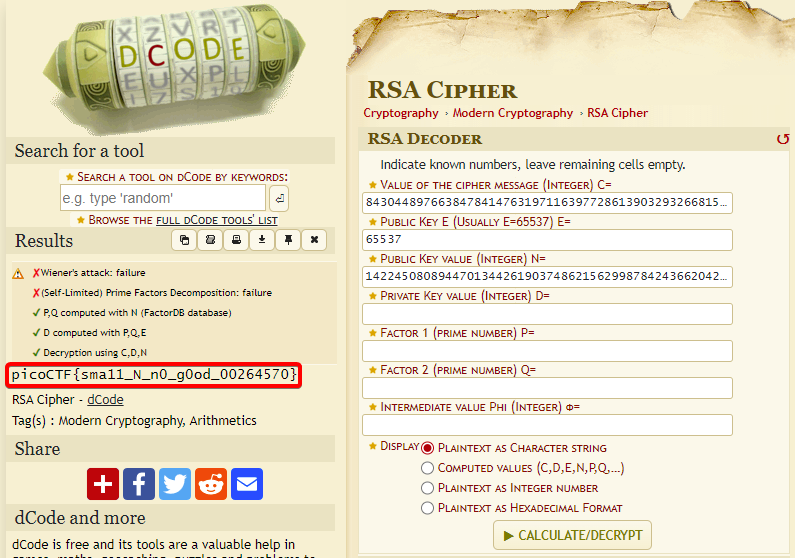 X Z V R T
D C O D E
E U X P L
Search for a tool
★ Search a tool on dCode by keywords:
e.g. type 'random'
★ Browse the full dCode tools' list
Results
✗Wiener's attack: failure
✗(Self-Limited) Prime Factors Decomposition: failure
✓ P,Q computed with N (FactorDB database)
✓ D computed with P,Q,E
✓ Decryption using C,D,N
picoCTF{sma11_N_n0_g0od_00264570}
RSA Cipher - dCode
Tag(s) : Modern Cryptography, Arithmetics
Share
dCode and more
dCode is free and its tools are a valuable help in
RSA Cipher
Cryptography › Modern Cryptography › RSA Cipher
RSA Decoder
Indicate known numbers, leave remaining cells empty.
★ Value of the cipher message (Integer) C=
843044897663847841476319711639772861390329326681​5…
★ Public Key E (Usually E=65537) E=
65537
★ Public Key value (Integer) N=
1422450808944701344261903748621562998784243662042…
★ Private Key value (Integer) D=
★ Factor 1 (prime number) P=
★ Factor 2 (prime number) Q=
★ Intermediate value Phi (Integer) Φ=
★ Display
Plaintext as Character string
Computed values (C,D,E,N,P,Q,…)
Plaintext as Integer number
Plaintext as Hexadecimal Format
▶ CALCULATE/DECRYPT